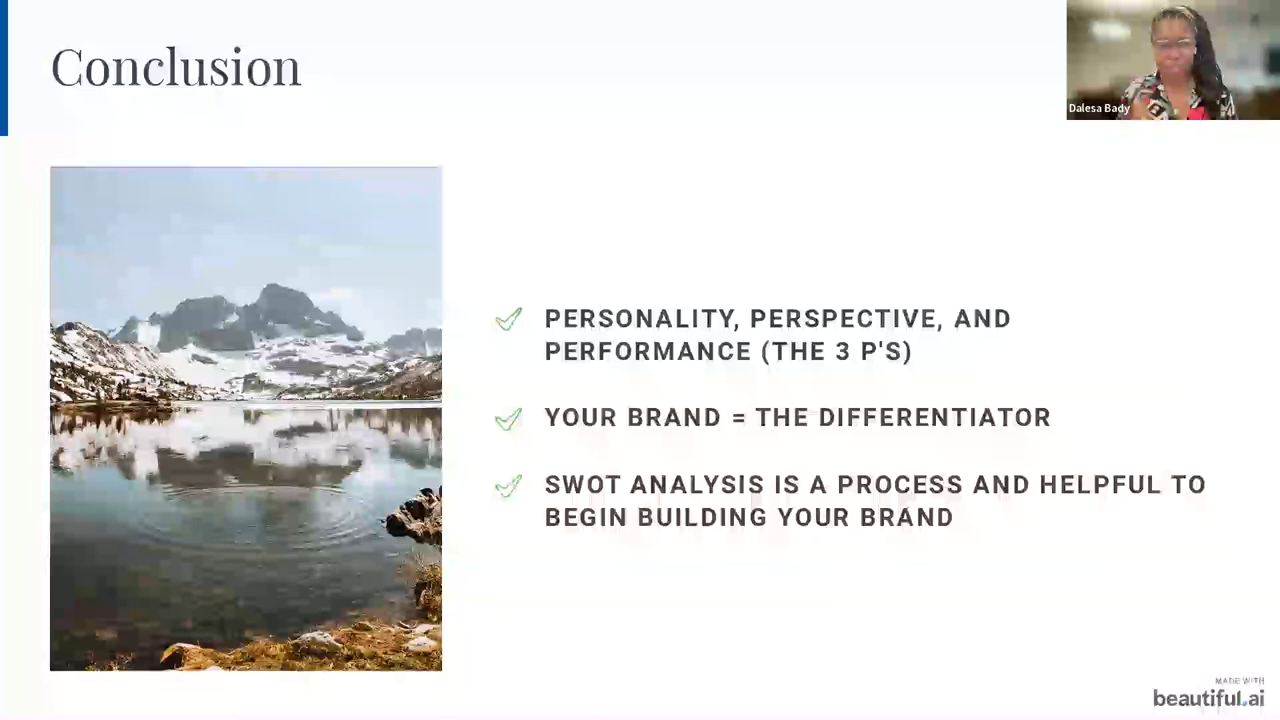 Conclusion
Dalesa Bady
PERSONALITY, PERSPECTIVE, AND
PERFORMANCE (THE 3 P'S)
YOUR BRAND = THE DIFFERENTIATOR
SWOT ANALYSIS IS A PROCESS AND HELPFUL TO
BEGIN BUILDING YOUR BRAND
MADE WITH
beautiful.ai